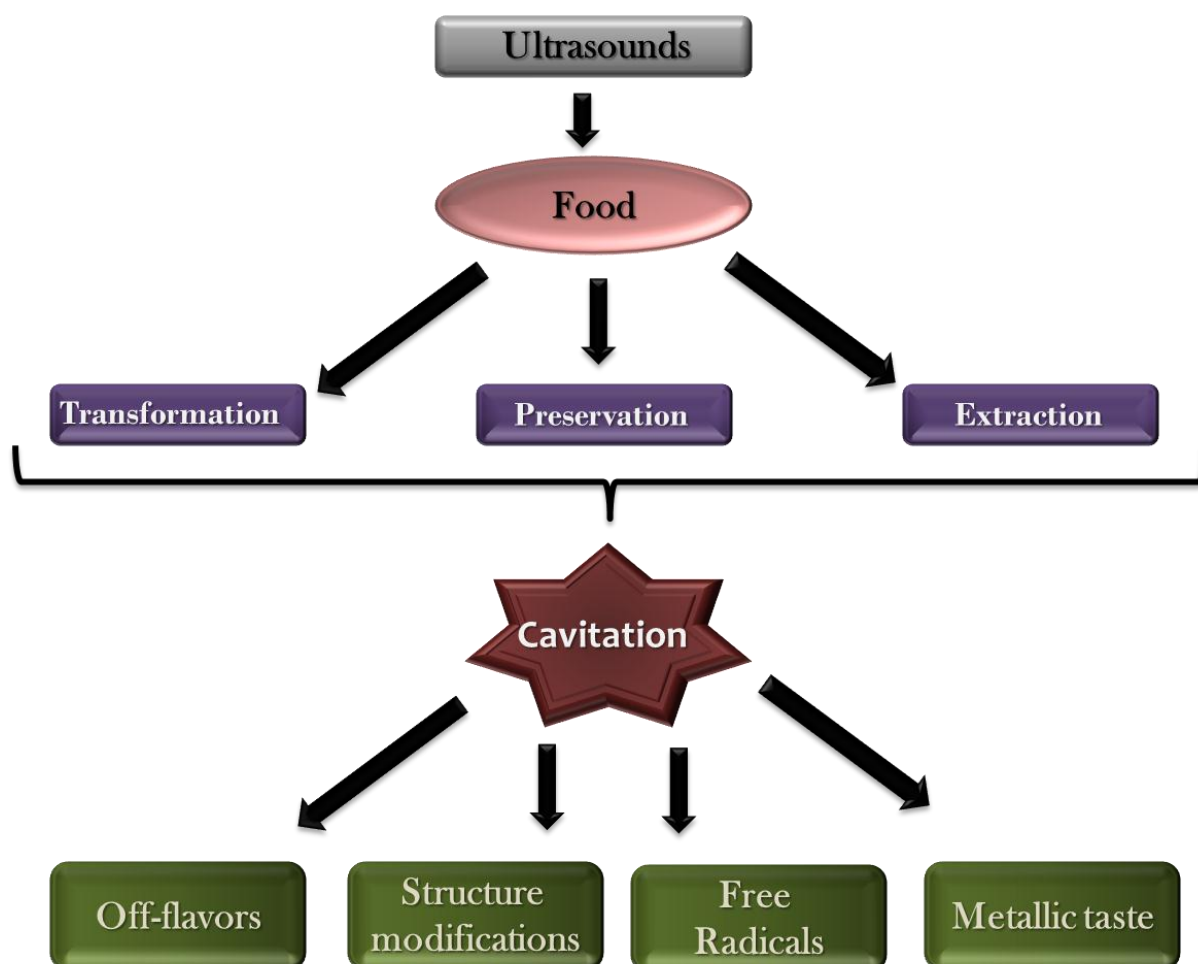 Ultrasounds
Food
Transformation
Preservation
Extraction
Cavitation
Off-flavors
Structure
modifications
Free
Radicals
Metallic taste